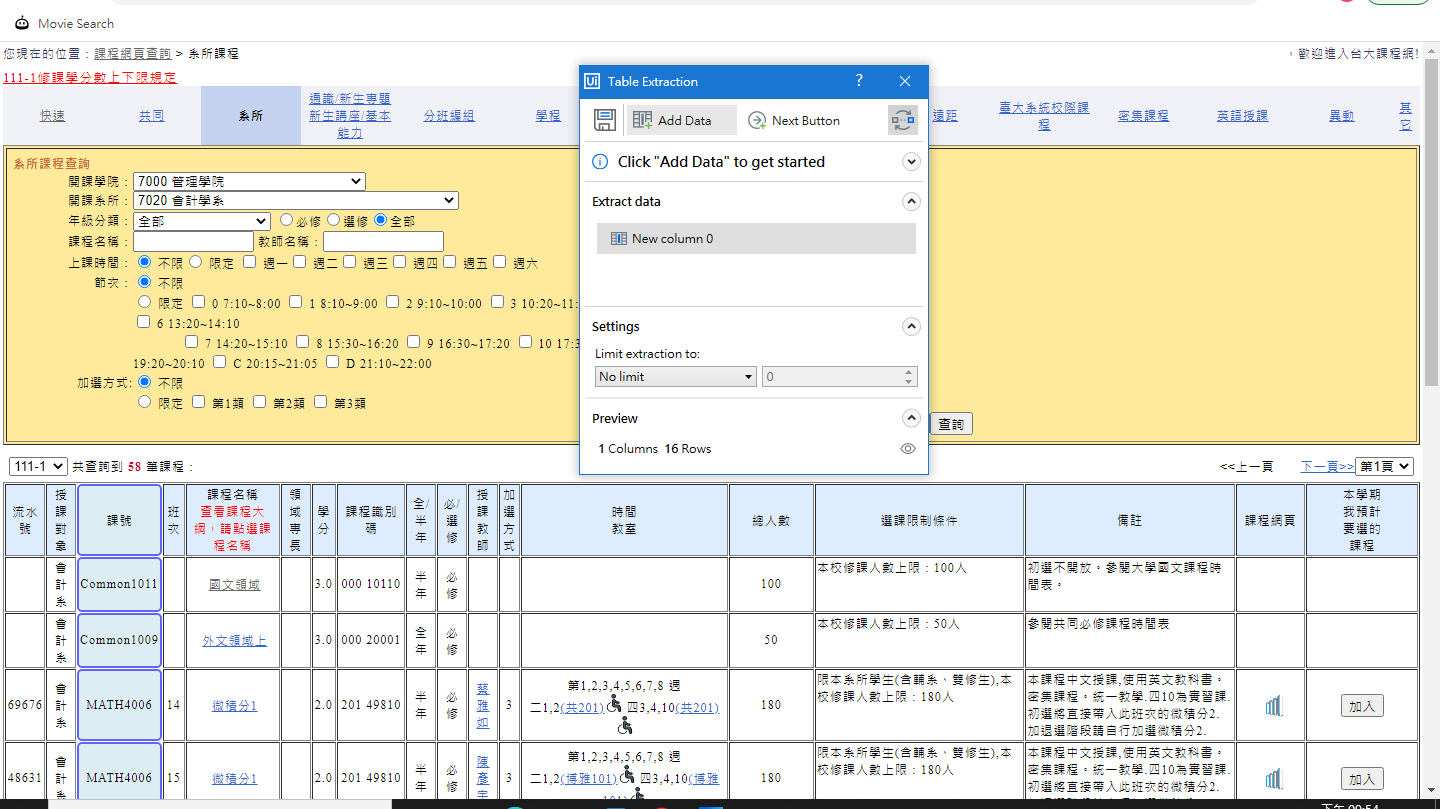 Movie Search
您現在的位置：課程網頁查詢 > 系所課程
，歡迎進入台大課程網!
111-1修課學分數上下限規定
快速
共同
系所
通識/新生專題
新生講座/基本
能力
分班編組
學程
遠距
臺大系統校際課
程
密集課程
英語授課
異動
其
它
系所課程查詢
開課學院： 7000 管理學院
開課系所： 7020 會計學系
年級分類： 全部 必修 選修 全部
課程名稱： 教師名稱：
上課時間： 不限 限定 週一 週二 週三 週四 週五 週六
節次： 不限
限定 0 7:10~8:00 1 8:10~9:00 2 9:10~10:00 3 10:20~11:
6 13:20~14:10
7 14:20~15:10 8 15:30~16:20 9 16:30~17:20 10 17:3
19:20~20:10 C 20:15~21:05 D 21:10~22:00
加選方式: 不限
限定 第1類 第2類 第3類
查詢
Ui Table Extraction ?
Add Data Next Button
Click "Add Data" to get started
Extract data
New column 0
Settings
Limit extraction to:
No limit 0
Preview
1 Columns 16 Rows
111-1 共查詢到 58 筆課程：
<<上一頁 下一頁>> 第1頁
流水
號
授
課
對
象
課號
班
次
課程名稱
查看課程大
綱，請點選課
程名稱
領
域
專
長
學
分
課程識別
碼
全/
半
年
必/
選
修
授
課
教
師
加
選
方
式
時間
教室
總人數
選課限制條件
備註
課程網頁
本學期
我預計
要選的
課程
會
計
系
Common1011
國文領域
3.0
000 10110
半
年
必
修
100
本校修課人數上限：100人
初選不開放。參閱大學國文課程時
間表。
會
計
系
Common1009
外文領域上
3.0
000 20001
全
年
必
修
50
本校修課人數上限：50人
參閱共同必修課程時間表
69676
會
計
系
MATH4006
14
微積分1
2.0
201 49810
半
年
必
修
蔡
雅
如
3
第1,2,3,4,5,6,7,8 週
二1,2(共201) 四3,4,10(共201)
180
限本系所學生(含輔系、雙修生),本
校修課人數上限：180人
本課程中文授課,使用英文教科書。
密集課程。統一教學.四10為實習課.
初選將直接帶入此班次的微積分2.
加退選階段請自行加選微積分2.
加入
48631
會
計
MATH4006
15
微積分1
2.0
201 49810
半
年
必
修
陳
彥
宇
3
第1,2,3,4,5,6,7,8 週
二1,2(博雅101) 四3,4,10(博雅
180
限本系所學生(含輔系、雙修生),本
校修課人數上限：180人
本課程中文授課,使用英文教科書。
密集課程。統一教學.四10為實習課.
初選將直接帶入此班次的微積分2.
加入